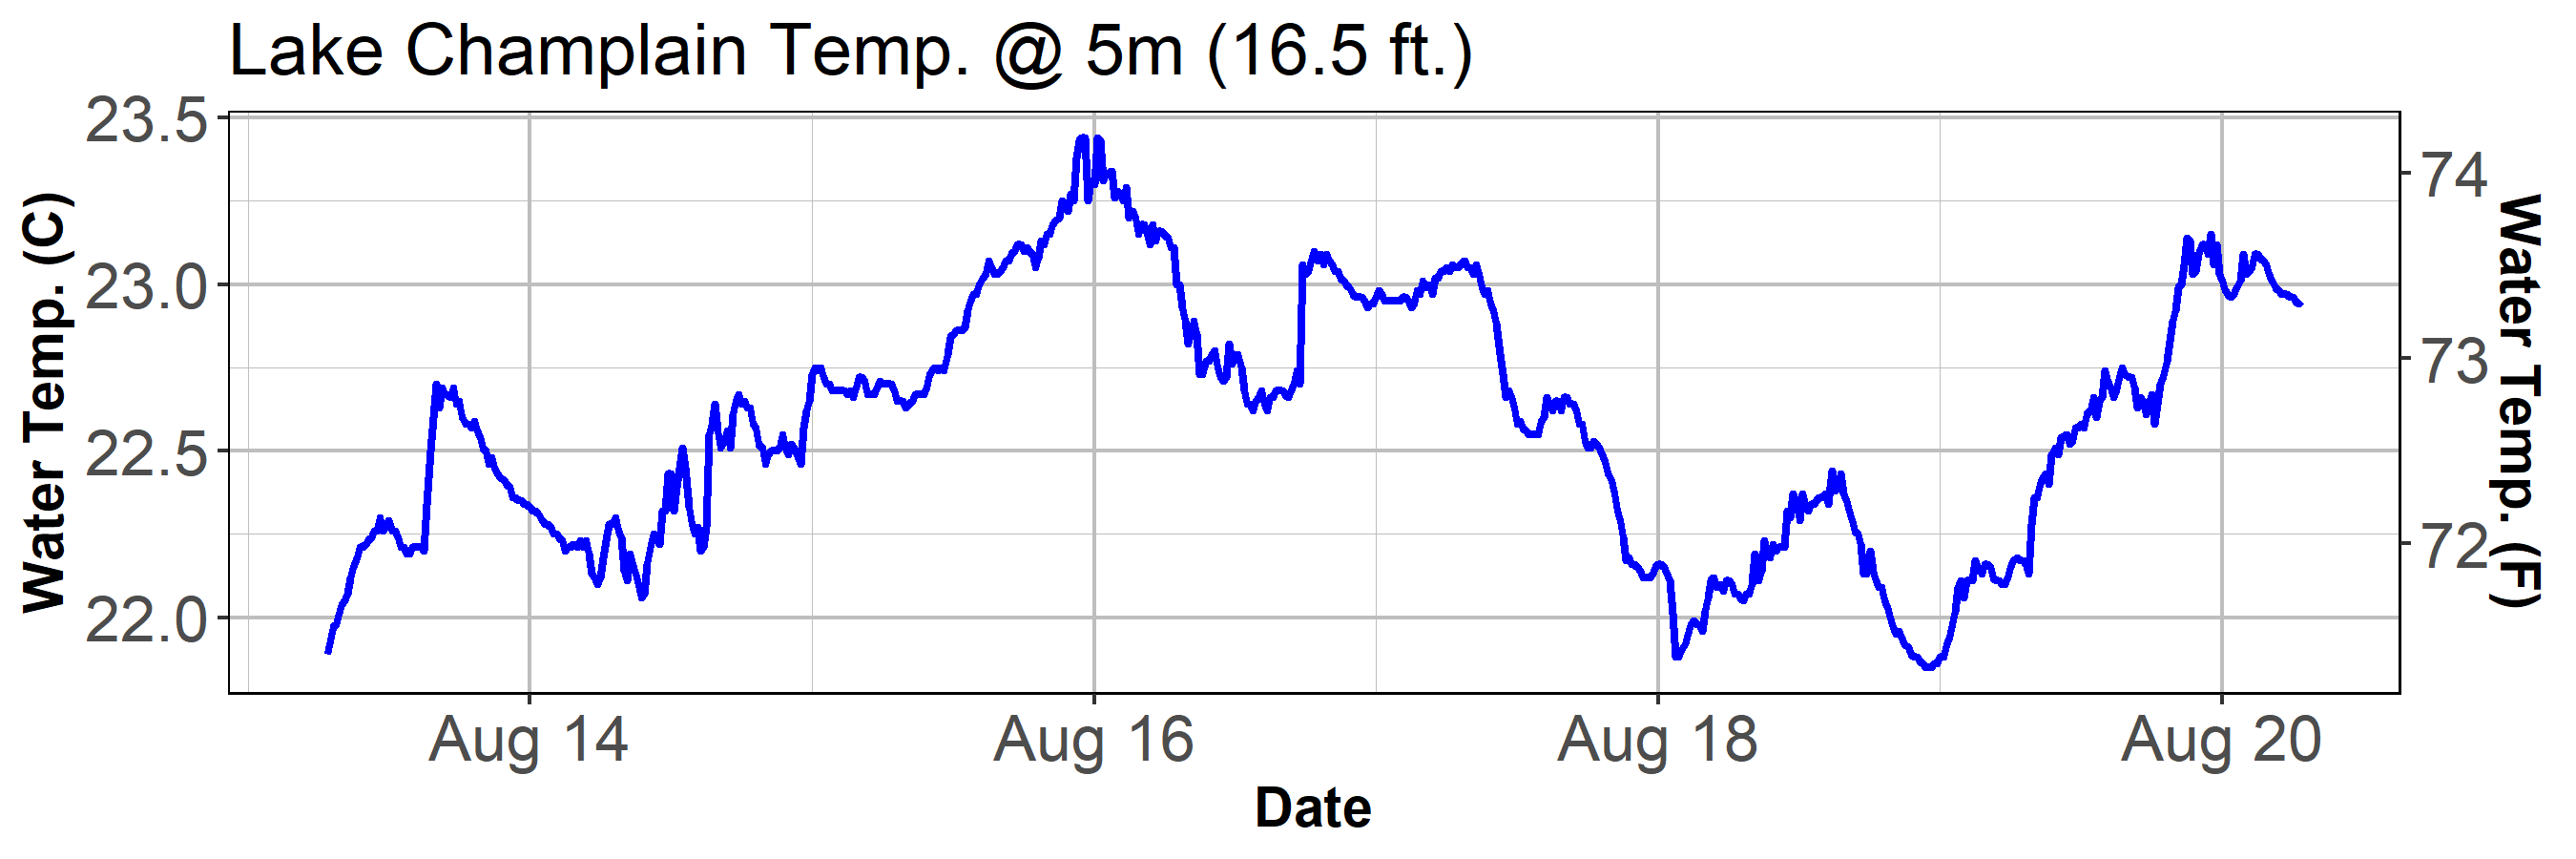 Lake Champlain Temp. @ 5m (16.5 ft.)
Water Temp. (C)
23.5
23.0
22.5
22.0
74
73
72
Water Temp. (F)
Aug 14
Aug 16
Aug 18
Aug 20
Date